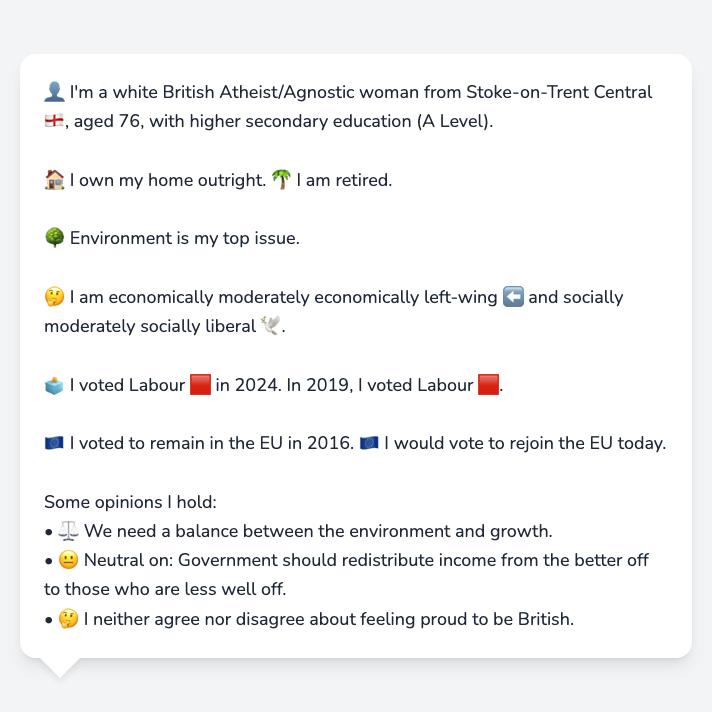 👤 I'm a white British Atheist/Agnostic woman from Stoke-on-Trent Central
🏴󠁧󠁢󠁥󠁮󠁧󠁿, aged 76, with higher secondary education (A Level).
🏠 I own my home outright. 🌴 I am retired.
🌳 Environment is my top issue.
🤔 I am economically moderately economically left-wing ⬅️ and socially
moderately socially liberal 🕊️.
🗳️ I voted Labour 🟥 in 2024. In 2019, I voted Labour 🟥.
🇪🇺 I voted to remain in the EU in 2016. 🇪🇺 I would vote to rejoin the EU today.
Some opinions I hold:
• ⚖️ We need a balance between the environment and growth.
• 😐 Neutral on: Government should redistribute income from the better off
to those who are less well off.
• 🤔 I neither agree nor disagree about feeling proud to be British.